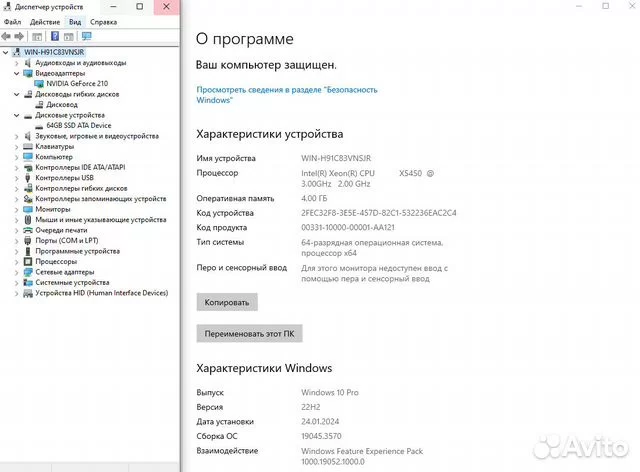 Диспетчер устройств
Файл Действие Вид Справка
WIN-H91C83VNSJR
Аудиовходы и аудиовыходы
Видеоадаптеры
NVIDIA GeForce 210
Дисководы гибких дисков
Дисковод
Дисковые устройства
64GB SSD ATA Device
Звуковые, игровые и видеоустройства
Клавиатуры
Компьютер
Контроллеры IDE ATA/ATAPI
Контроллеры USB
Контроллеры гибких дисков
Контроллеры запоминающих устройств
Мониторы
Мыши и иные указывающие устройства
Очереди печати
Порты (COM и LPT)
Программные устройства
Процессоры
Сетевые адаптеры
Системные устройства
Устройства HID (Human Interface Devices)
О программе
Ваш компьютер защищен.
Просмотреть сведения в разделе "Безопасность
Windows"
Характеристики устройства
Имя устройства WIN-H91C83VNSJR
Процессор Intel(R) Xeon(R) CPU X5450 @
3.00GHz 2.00 GHz
Оперативная память 4.00 ГБ
Код устройства 2FEC32F8-3E5E-457D-82C1-532236EAC2C4
Код продукта 00331-10000-00001-AA121
Тип системы 64-разрядная операционная система,
процессор x64
Перо и сенсорный ввод Для этого монитора недоступен ввод с
помощью пера и сенсорный ввод
Копировать
Переименовать этот ПК
Характеристики Windows
Выпуск Windows 10 Pro
Версия 22H2
Дата установки 24.01.2024
Сборка ОС 19045.3570
Взаимодействие Windows Feature Experience Pack
1000.19052.1000.0
Avito